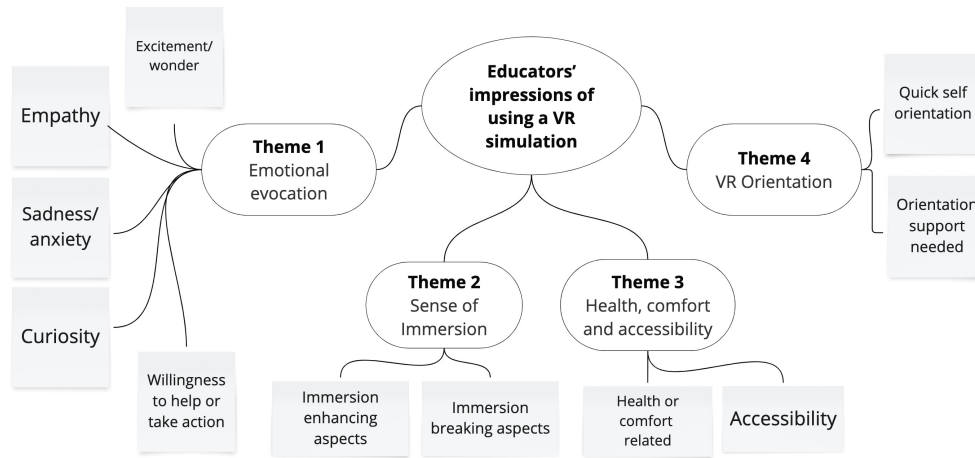 Educators'
impressions of
using a VR
simulation
Theme 1
Emotional
evocation
Excitement/
wonder
Empathy
Sadness/
anxiety
Curiosity
Willingness
to help or
take action
Theme 2
Sense of
Immersion
Immersion
enhancing
aspects
Immersion
breaking aspects
Theme 3
Health, comfort
and accessibility
Health or
comfort
related
Accessibility
Theme 4
VR Orientation
Quick self
orientation
Orientation
support
needed